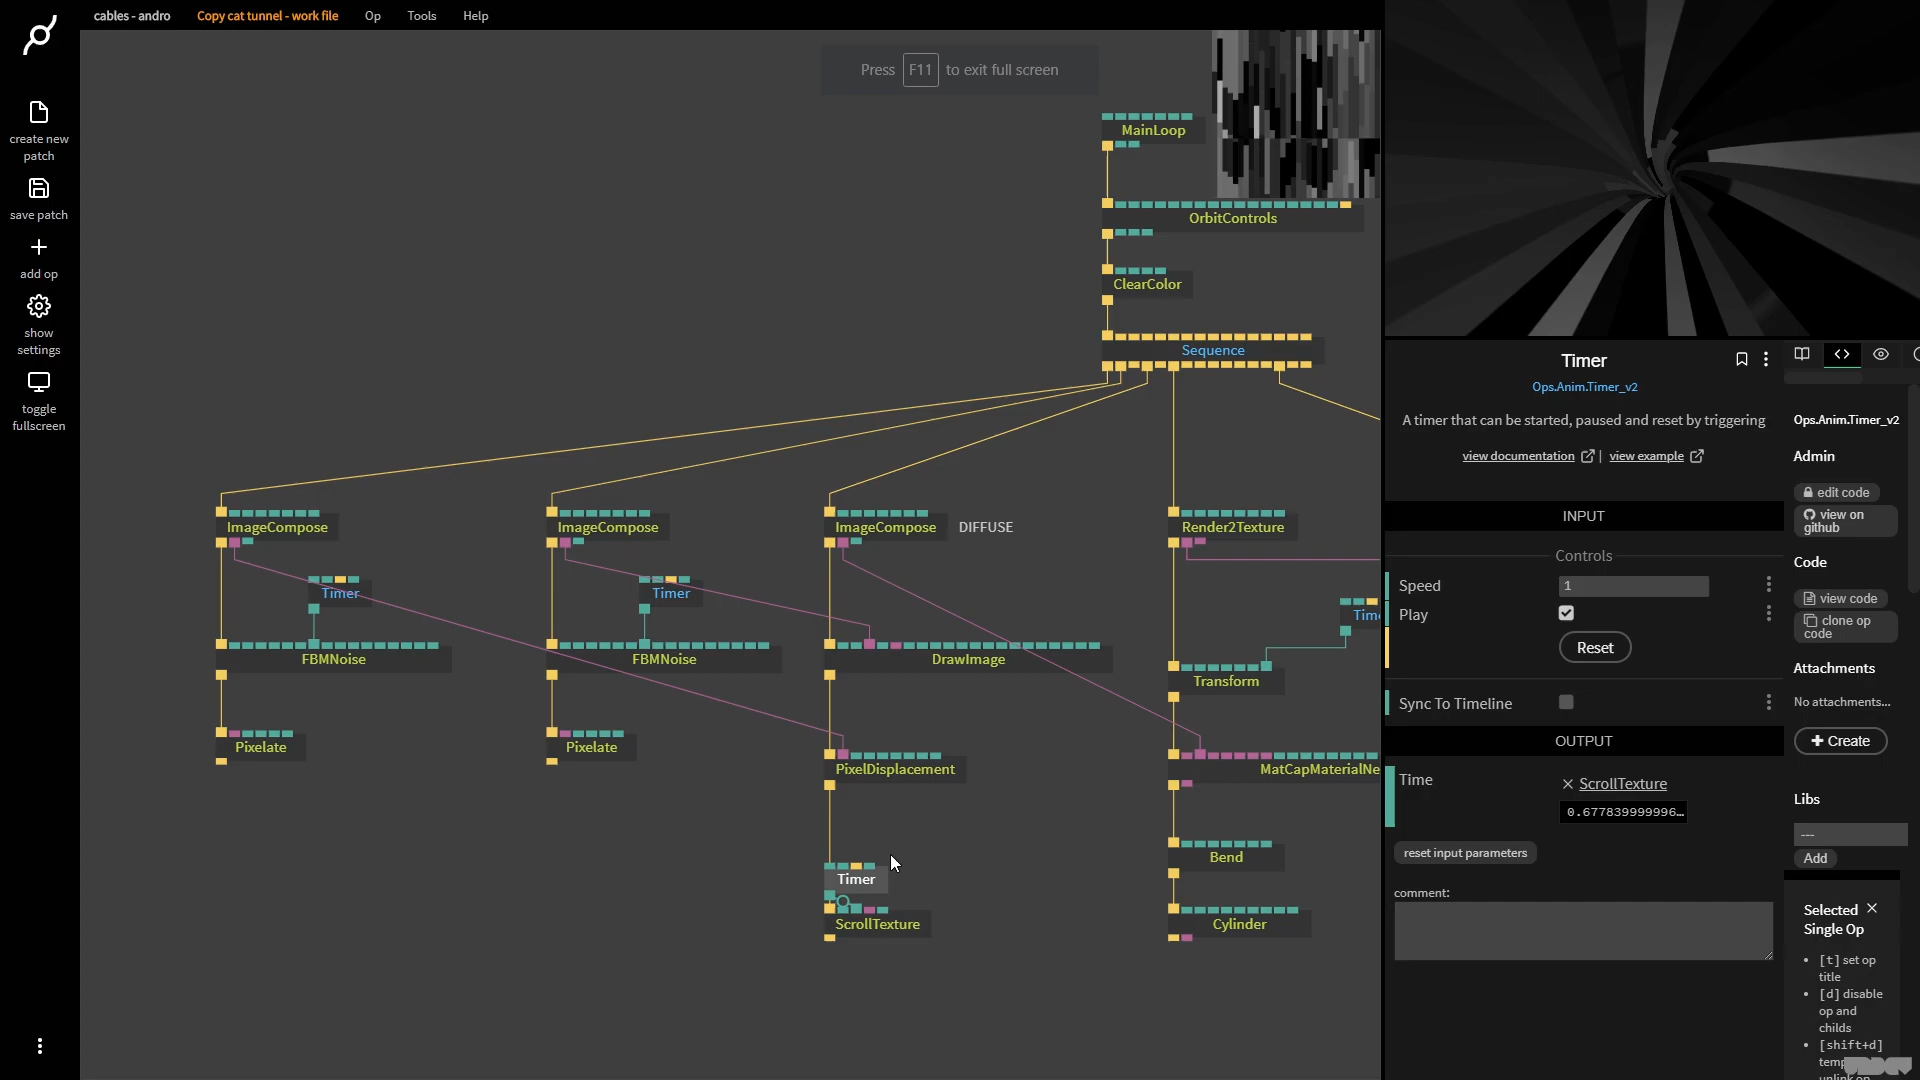 cables - andro
Copy cat tunnel - work file
Op
Tools
Help
create new
patch
save patch
add op
show
settings
toggle
fullscreen
Press F11 to exit full screen
MainLoop
OrbitControls
ClearColor
Sequence
ImageCompose
ImageCompose
ImageCompose
DIFFUSE
Render2Texture
Timer
Timer
FBMNoise
FBMNoise
DrawImage
Transform
Pixelate
Pixelate
PixelDisplacement
MatCapMaterialNe
Bend
Timer
ScrollTexture
Cylinder
Timer
Ops.Anim.Timer_v2
A timer that can be started, paused and reset by triggering
view documentation | view example
INPUT
Controls
Speed 1
Play
Reset
Sync To Timeline
OUTPUT
Time
ScrollTexture
0.677839999996…
reset input parameters
comment:
Ops.Anim.Timer_v2
Admin
edit code
view on
github
Code
view code
clone op
code
Attachments
No attachments...
+ Create
Libs
---
Add
Selected
Single Op
[t] set op
title
[d] disable
op and
childs
[shift+d]